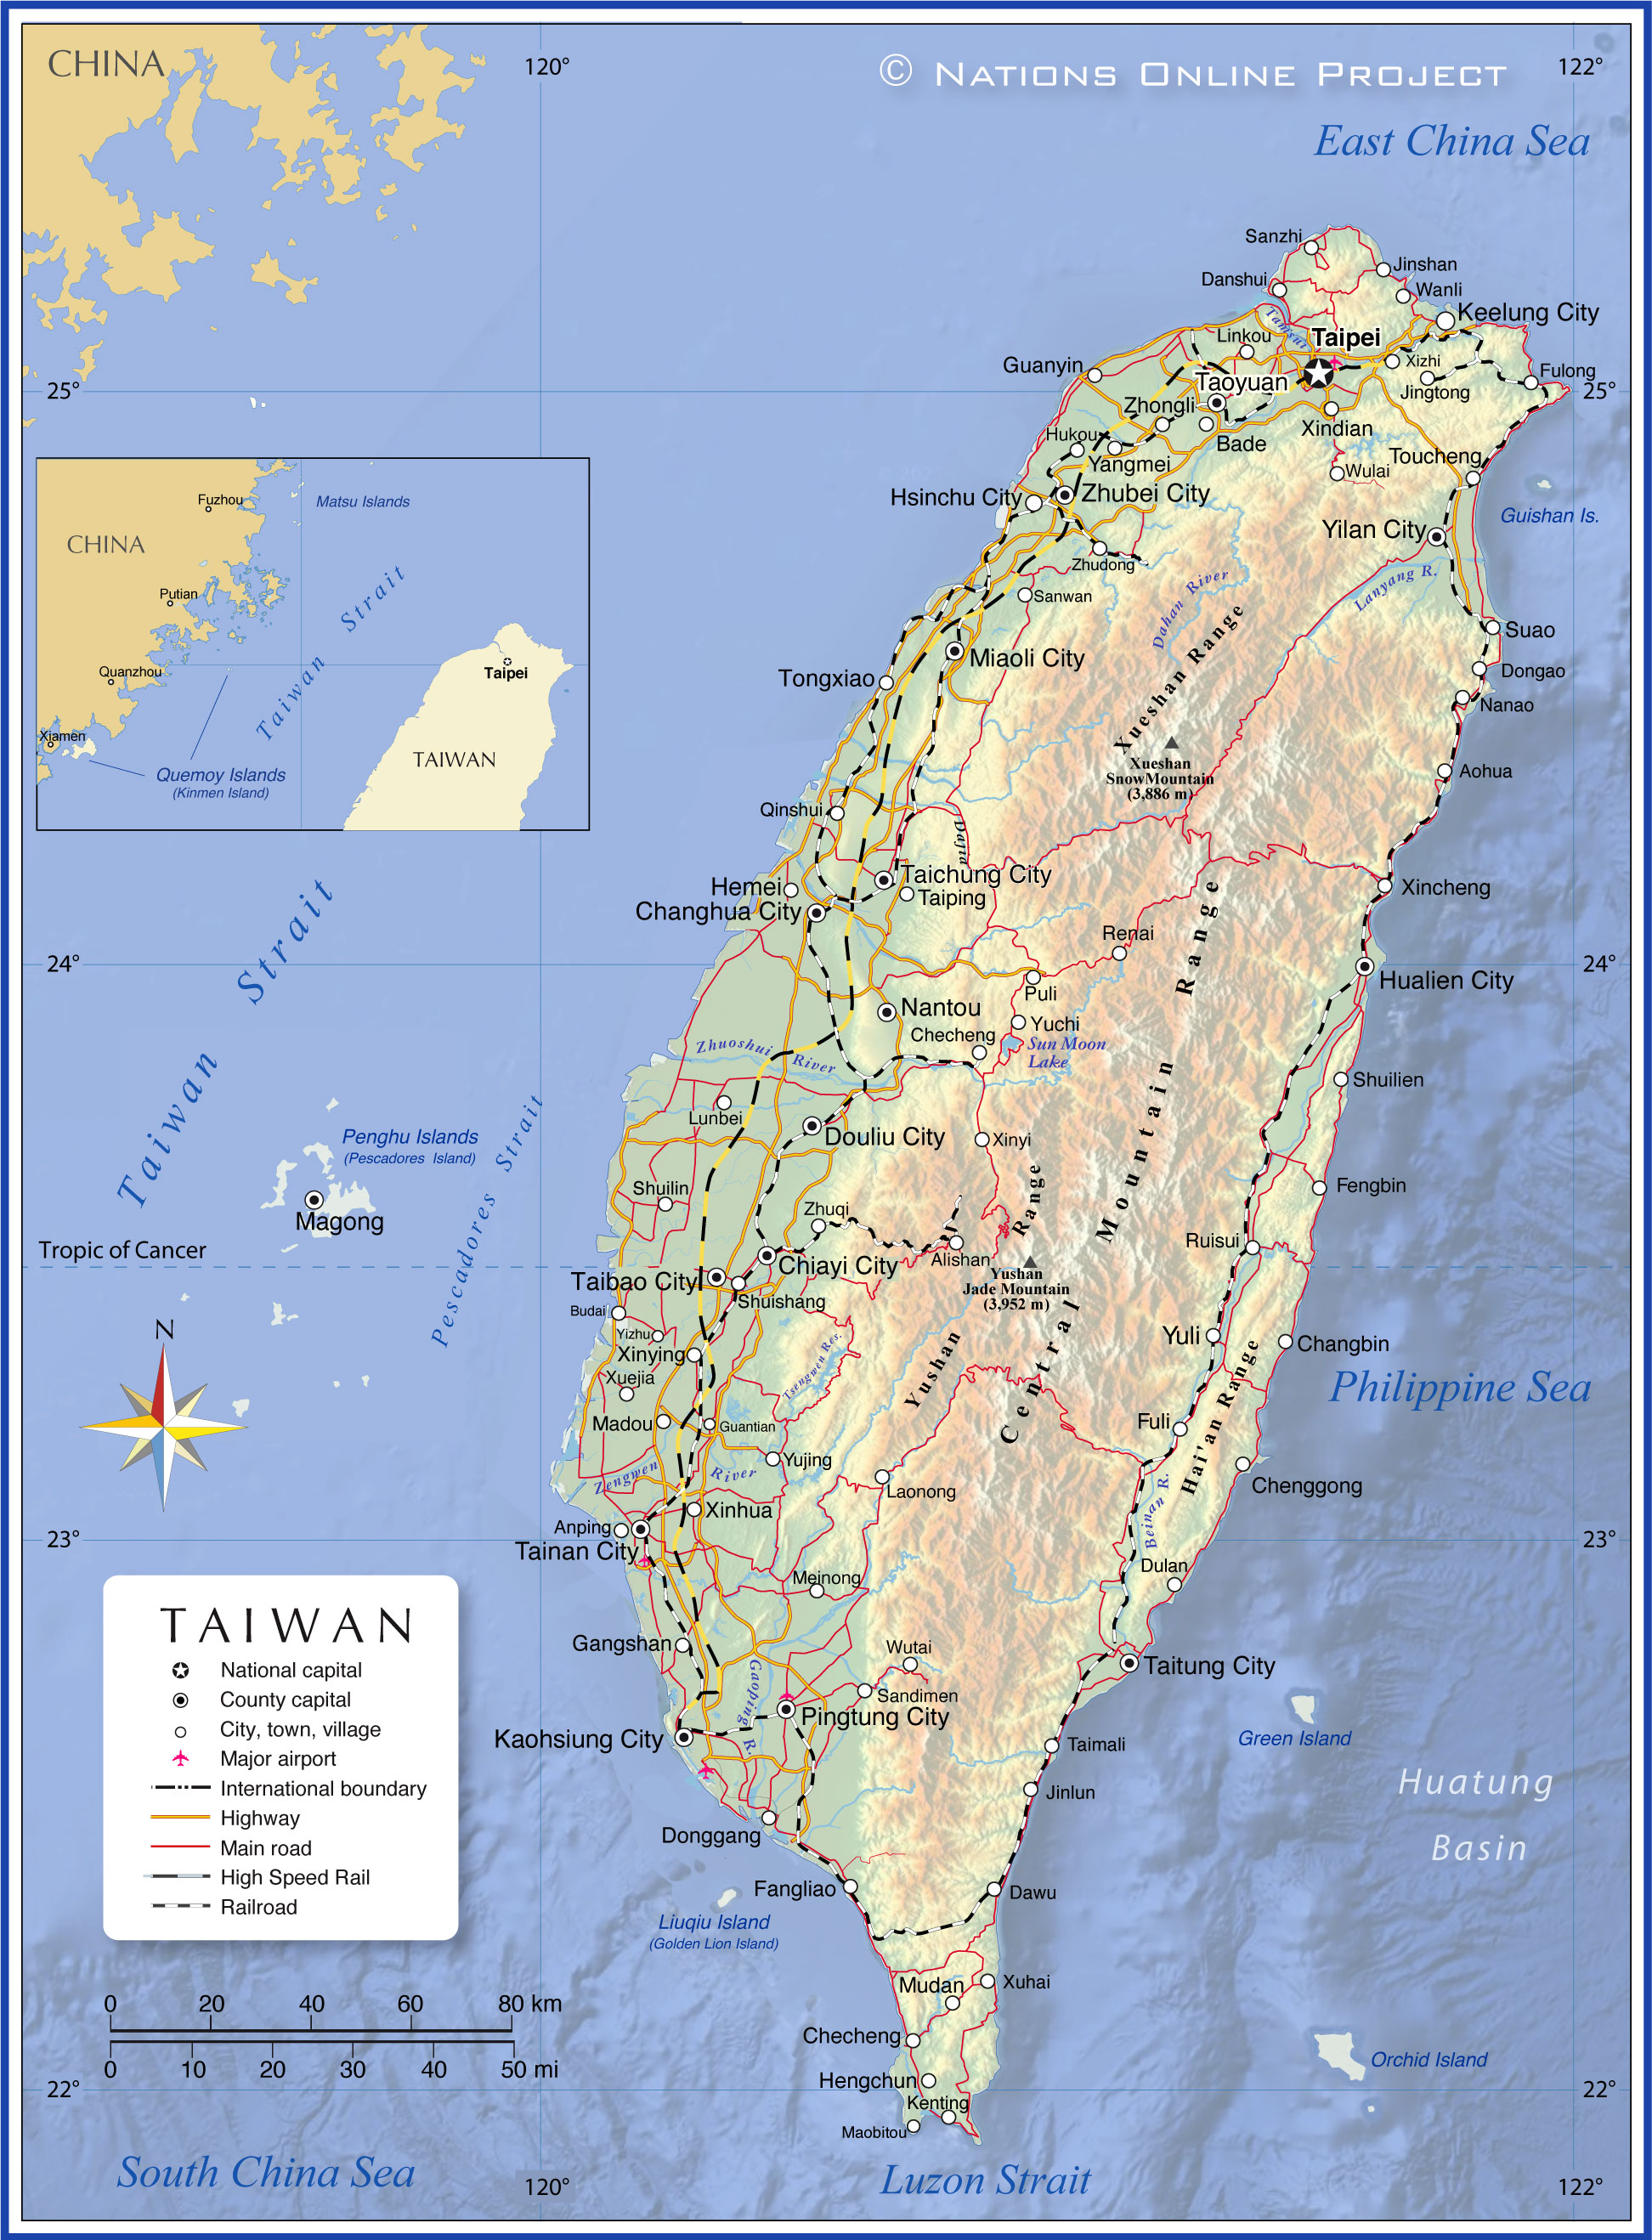 CHINA
120°
© NATIONS ONLINE PROJECT
122°
East China Sea
Sanzhi
Jinshan
Danshui
Wanli
Keelung City
Tamsui
Linkou
Taipei
Guanyin
Xizhi
Fulong
Taoyuan
Jingtong
25°
25°
Zhongli
Hukou
Bade
Xindian
Yangmei
Toucheng
Wulai
Hsinchu City
Zhubei City
Guishan Is.
Yilan City
Zhudong
Lanyang R.
Dahan River
Sanwan
Suao
Miaoli City
Dongao
Tongxiao
Xueshan Range
Nanao
Xueshan
SnowMountain
(3,886 m)
Aohua
Qinshui
Dajia
Fuzhou
Matsu Islands
CHINA
Putian
Taiwan Strait
Quanzhou
Taipei
Xiamen
TAIWAN
Quemoy Islands
(Kinmen Island)
Hemei
Taichung City
Taiping
Xincheng
Changhua City
Renai
24°
24°
Hualien City
Puli
Nantou
Yuchi
Checheng
Sun Moon
Lake
Zhuoshui River
Shuilien
Lunbei
Douliu City
Xinyi
Taiwan Strait
Pescadores Strait
Penghu Islands
(Pescadores Island)
Magong
Shuilin
Zhuqi
Fengbin
Central Mountain Range
Ruisui
Tropic of Cancer
Alishan
Chiayi City
Yushan
Jade Mountain
(3,952 m)
Taibao City
Shuishang
Budai
Yizhu
Yuli
Changbin
Xinying
Tsengwen Res.
Yushan Range
Xuejia
Philippine Sea
N
Madou
Guantian
Fuli
Hai'an Range
Yujing
Zengwen River
Chenggong
Laonong
Xinhua
Beinan R.
Anping
23°
23°
Tainan City
Dulan
Meinong
Gangshan
Wutai
Taitung City
Gaoping R.
Sandimen
Pingtung City
Kaohsiung City
Green Island
Taimali
Huatung
Basin
Jinlun
Donggang
Fangliao
Dawu
Liuqiu Island
(Golden Lion Island)
Mudan
Xuhai
Checheng
Orchid Island
Hengchun
22°
22°
Kenting
Maobitou
TAIWAN
National capital
County capital
City, town, village
Major airport
International boundary
Highway
Main road
High Speed Rail
Railroad
0 20 40 60 80 km
0 10 20 30 40 50 mi
South China Sea
120°
Luzon Strait
122°